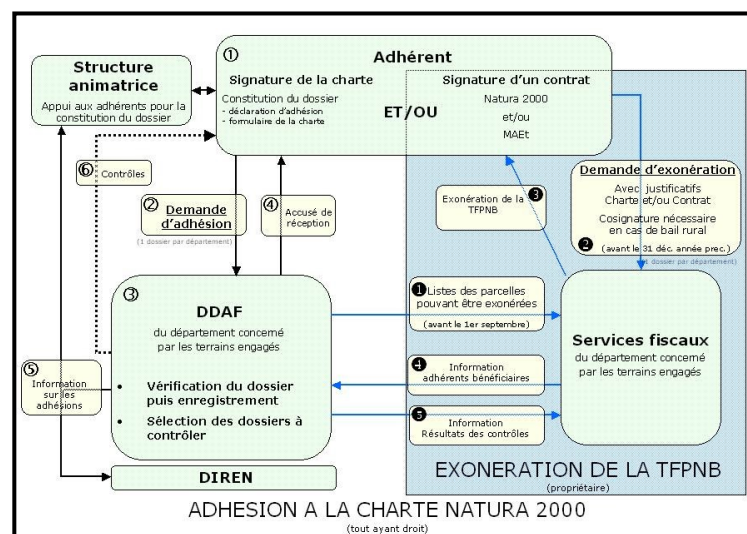 ①
Adhérent
Structure
animatrice
Appui aux adhérents pour la
constitution du dossier
Signature de la charte
Constitution du dossier
- déclaration d'adhésion
- formulaire de la charte
ET/OU
Signature d'un contrat
Natura 2000
et/ou
MAEt
⑥ Contrôles
② Demande
d'adhésion
(1 dossier par département)
④ Accusé de
réception
Exonération de la
TFPNB
❸
Demande d'exonération
Avec justificatifs
Charte et/ou Contrat
Cosignature nécessaire
en cas de bail rural
❷ (avant le 31 déc. année prec.)
(1 dossier par département)
③
DDAF
du département concerné
par les terrains engagés
• Vérification du dossier
puis enregistrement
• Sélection des dossiers à
contrôler
❶ Listes des parcelles
pouvant être exonérées
(avant le 1er septembre)
Services fiscaux
du département concerné
par les terrains engagés
❹ Information
adhérents bénéficiaires
❺ Information
Résultats des contrôles
⑤
Information
sur les
adhésions
DIREN
EXONERATION DE LA TFPNB
(propriétaire)
ADHESION A LA CHARTE NATURA 2000
(tout ayant droit)